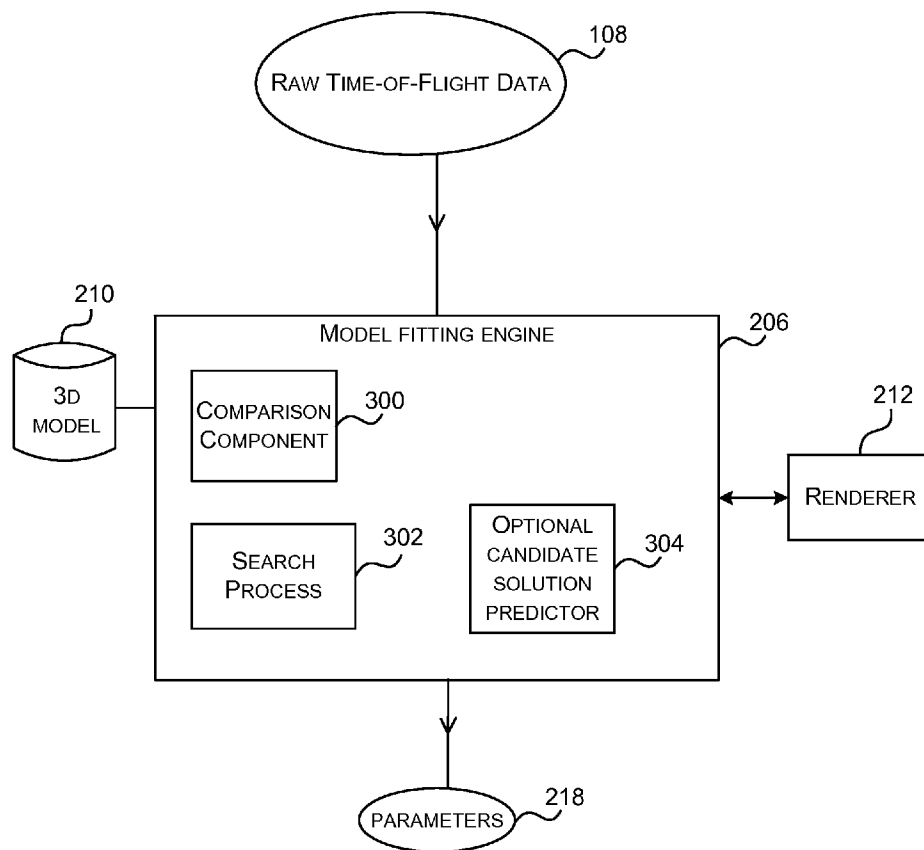 108
RAW TIME-OF-FLIGHT DATA
210
MODEL FITTING ENGINE
206
3D
MODEL
COMPARISON
COMPONENT
300
212
RENDERER
SEARCH
PROCESS
302
OPTIONAL
CANDIDATE
SOLUTION
PREDICTOR
304
PARAMETERS
218